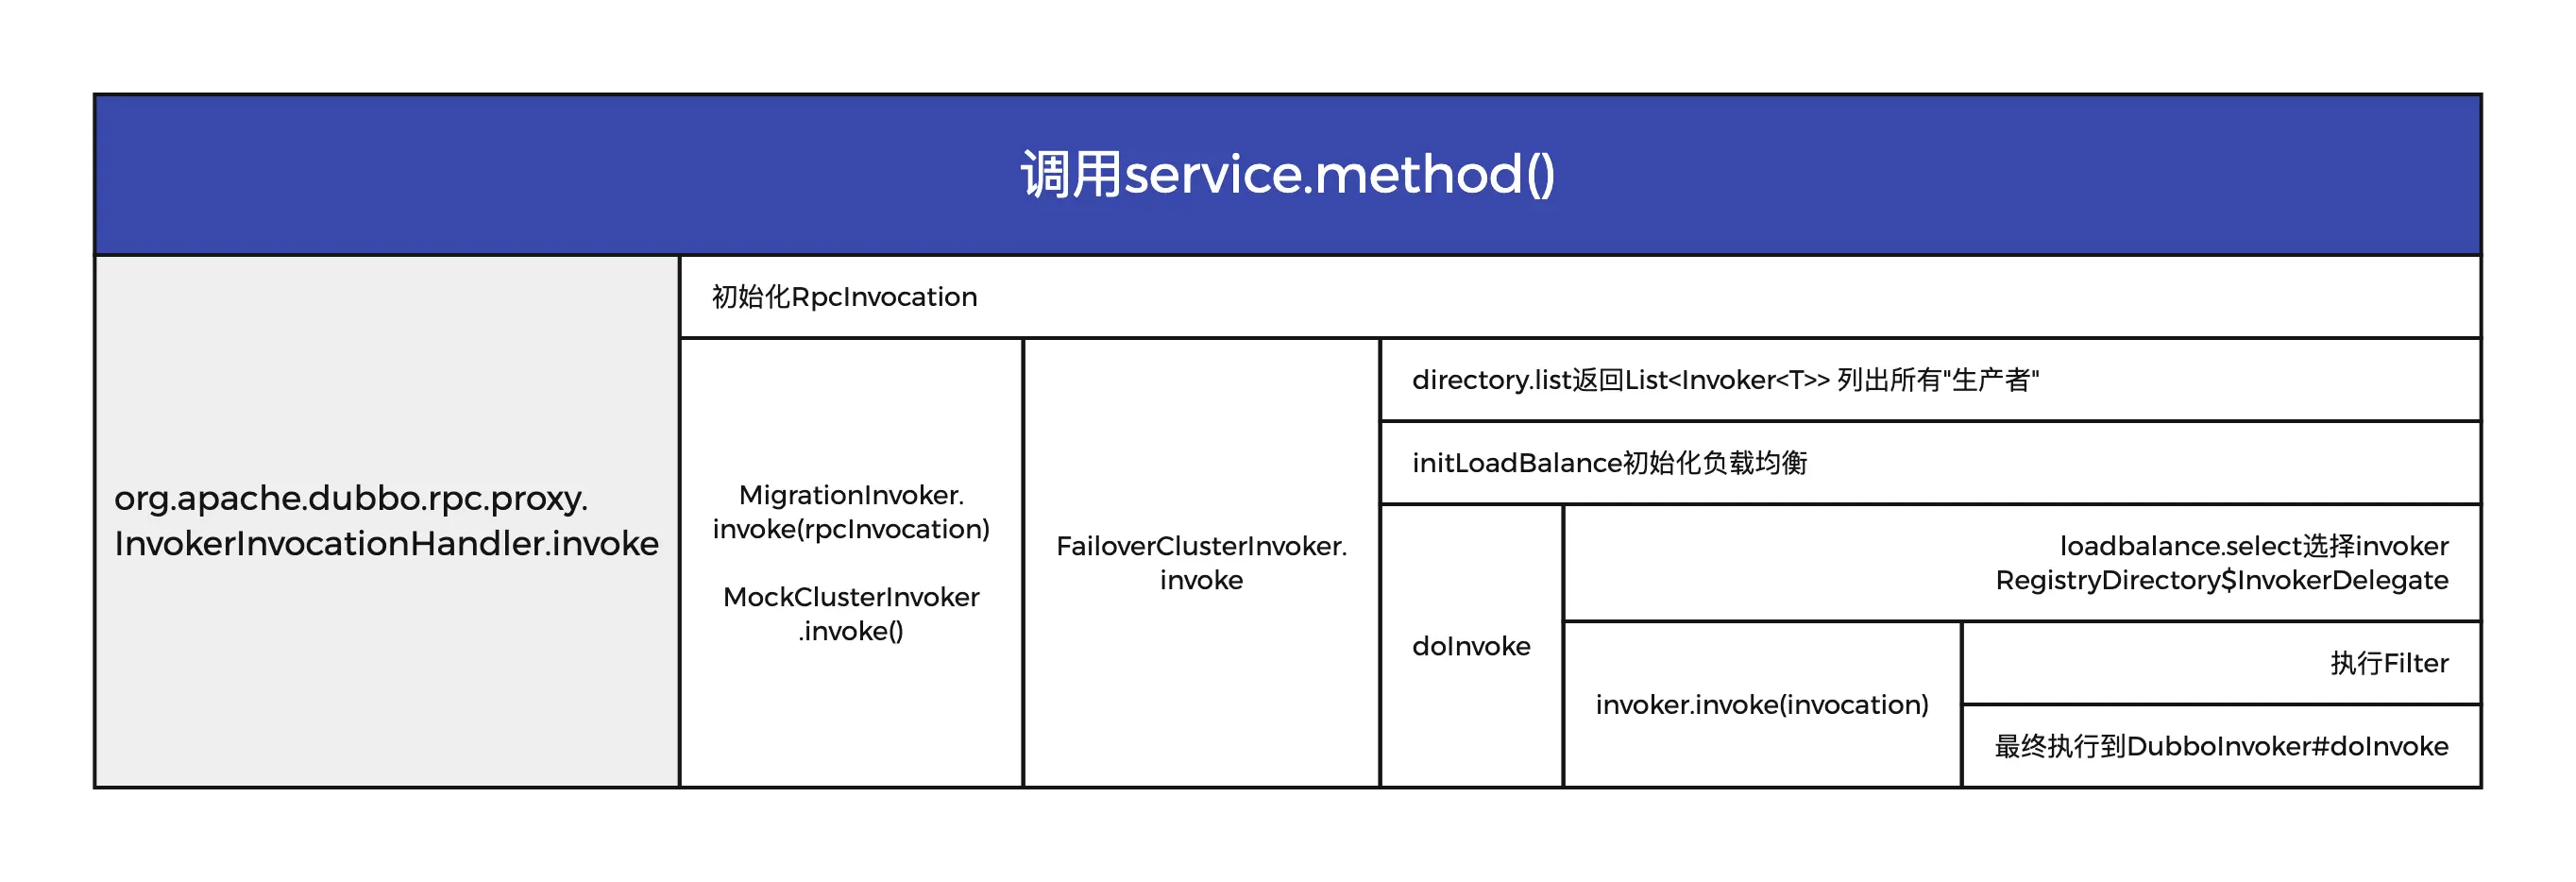 调用service.method()
org.apache.dubbo.rpc.proxy.
InvokerInvocationHandler.invoke
初始化RpcInvocation
MigrationInvoker.
invoke(rpcInvocation)
MockClusterInvoker
.invoke()
FailoverClusterInvoker.
invoke
directory.list返回List<Invoker<T>> 列出所有"生产者"
initLoadBalance初始化负载均衡
doInvoke
loadbalance.select选择invoker
RegistryDirectory$InvokerDelegate
invoker.invoke(invocation)
执行Filter
最终执行到DubboInvoker#doInvoke